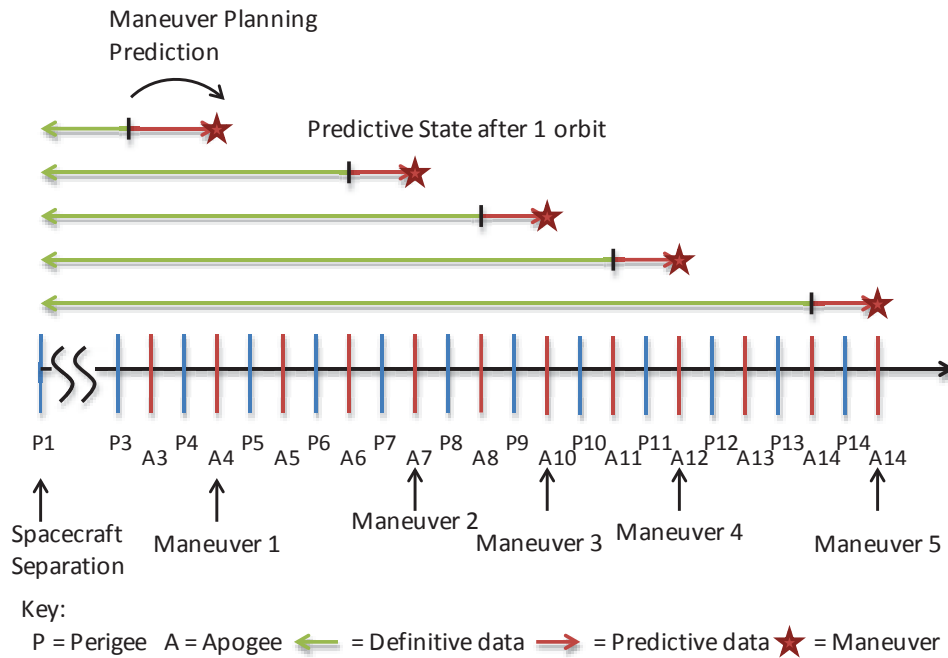 Maneuver Planning
Prediction
Predictive State after 1 orbit
P1 P3 P4 P5 P6 P7 P8 P9 P10 P11 P12 P13 P14
A3 A4 A5 A6 A7 A8 A10 A11 A12 A13 A14 A14
Spacecraft
Separation
Maneuver 1
Maneuver 2
Maneuver 3
Maneuver 4
Maneuver 5
Key:
P = Perigee A = Apogee = Definitive data = Predictive data = Maneuver